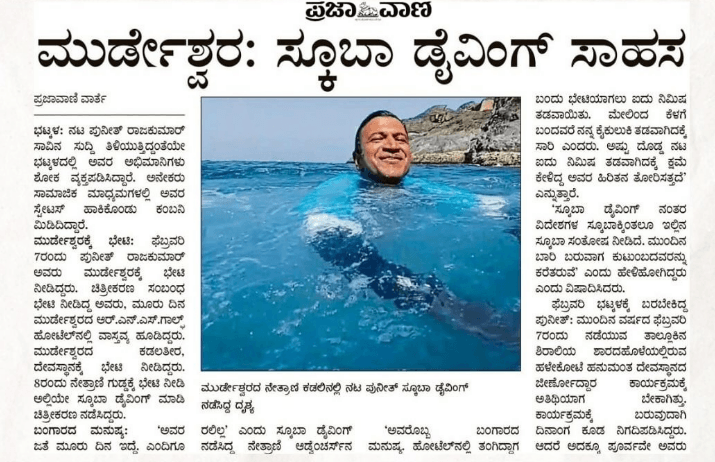 ಪ್ರಜಾವಾಣಿ
ಮುರ್ಡೇಶ್ವರ: ಸ್ಕೂಬಾ ಡೈವಿಂಗ್ ಸಾಹಸ
ಪ್ರಜಾವಾಣಿ ವಾರ್ತೆ
ಭಟ್ಕಳ: ನಟ ಪುನೀತ್ ರಾಜಕುಮಾರ್
ಸಾವಿನ ಸುದ್ದಿ ತಿಳಿಯುತ್ತಿದ್ದಂತೆಯೇ
ಭಟ್ಕಳದಲ್ಲಿ ಅವರ ಅಭಿಮಾನಿಗಳು
ಶೋಕ ವ್ಯಕ್ತಪಡಿಸಿದ್ದಾರೆ. ಅನೇಕರು
ಸಾಮಾಜಿಕ ಮಾಧ್ಯಮಗಳಲ್ಲಿ ಅವರ
ಸ್ಟೇಟಸ್ ಹಾಕಿಕೊಂಡು ಕಂಬನಿ
ಮಿಡಿದಿದ್ದಾರೆ.
ಮುರ್ಡೇಶ್ವರಕ್ಕೆ ಭೇಟಿ: ಫೆಬ್ರವರಿ
7ರಂದು ಪುನೀತ್ ರಾಜಕುಮಾರ್
ಅವರು ಮುರ್ಡೇಶ್ವರಕ್ಕೆ ಭೇಟಿ
ನೀಡಿದ್ದರು. ಚಿತ್ರೀಕರಣ ಸಂಬಂಧ
ಭೇಟಿ ನೀಡಿದ್ದ ಅವರು, ಮೂರು ದಿನ
ಮುರ್ಡೇಶ್ವರದ ಆರ್.ಎನ್.ಎಸ್.ಗಾಲ್ಫ್
ಹೋಟೆಲ್‌ನಲ್ಲಿ ವಾಸ್ತವ್ಯ ಹೂಡಿದ್ದರು.
ಮುರ್ಡೇಶ್ವರದ ಕಡಲತೀರ,
ದೇವಸ್ಥಾನಕ್ಕೆ ಭೇಟಿ ನೀಡಿದ್ದರು.
8ರಂದು ನೇತ್ರಾಣಿ ಗುಡ್ಡಕ್ಕೆ ಭೇಟಿ ನೀಡಿ
ಅಲ್ಲಿಯೇ ಸ್ಕೂಬಾ ಡೈವಿಂಗ್ ಮಾಡಿ
ಚಿತ್ರೀಕರಣ ನಡೆಸಿದ್ದರು.
ಬಂಗಾರದ ಮನುಷ್ಯ: 'ಅವರ
ಜತೆ ಮೂರು ದಿನ ಇದ್ದೆ. ಎಂದಿಗೂ
ಮುರ್ಡೇಶ್ವರದ ನೇತ್ರಾಣಿ ಕಡಲಿನಲ್ಲಿ ನಟ ಪುನೀತ್ ಸ್ಕೂಬಾ ಡೈವಿಂಗ್
ನಡೆಸಿದ್ದ ದೃಶ್ಯ
ರಲಿಲ್ಲ' ಎಂದು ಸ್ಕೂಬಾ ಡೈವಿಂಗ್
ನಡೆಸಿದ್ದ ನೇತ್ರಾಣಿ ಆಡ್ವೆಂಚರ್ಸ್‌ನ
'ಅವರೊಬ್ಬ ಬಂಗಾರದ
ಮನುಷ್ಯ. ಹೋಟೆಲ್‌ನಲ್ಲಿ ತಂಗಿದ್ದಾಗ
ಬಂದು ಭೇಟಿಯಾಗಲು ಐದು ನಿಮಿಷ
ತಡವಾಯಿತು. ಮೇಲಿಂದ ಕೆಳಗೆ
ಬಂದವರೆ ನನ್ನ ಕೈಕುಲುಕಿ ತಡವಾಗಿದಕ್ಕೆ
ಸಾರಿ ಎಂದರು. ಅಷ್ಟು ದೊಡ್ಡ ನಟ
ಐದು ನಿಮಿಷ ತಡವಾಗಿದಕ್ಕೆ ಕ್ಷಮೆ
ಕೇಳಿದ್ದ ಅವರ ಹಿರಿತನ ತೋರಿಸತ್ತದೆ'
ಎನ್ನುತ್ತಾರೆ.
'ಸ್ಕೂಬಾ ಡೈವಿಂಗ್ ನಂತರ
ವಿದೇಶಗಳ ಸ್ಕೂಬಾಕ್ಕಿಂತಲೂ ಇಲ್ಲಿನ
ಸ್ಕೂಬಾ ಸಂತೋಷ ನೀಡಿದೆ. ಮುಂದಿನ
ಬಾರಿ ಬರುವಾಗ ಕುಟುಂಬದವರನ್ನು
ಕರೆತರುವೆ' ಎಂದು ಹೇಳಿಹೋಗಿದ್ದರು
ಎಂದು ವಿಷಾದಿಸಿದರು.
ಫೆಬ್ರವರಿ ಭಟ್ಕಳಕ್ಕೆ ಬರಬೇಕಿದ್ದ
ಪುನೀತ್: ಮುಂದಿನ ವರ್ಷದ ಫೆಬ್ರವರಿ
7ರಂದು ನಡೆಯುವ ತಾಲ್ಲೂಕಿನ
ಶಿರಾಲಿಯ ಶಾರದಹೊಳೆಯಲ್ಲಿರುವ
ಹಳೇಕೋಟೆ ಹನುಮಂತ ದೇವಸ್ಥಾನದ
ಜೀರ್ಣೋದ್ಧಾರ ಕಾರ್ಯಕ್ರಮಕ್ಕೆ
ಅತಿಥಿಯಾಗಿ ಬೇಕಾಗಿತ್ತು.
ಕಾರ್ಯಕ್ರಮಕ್ಕೆ ಬರುವುದಾಗಿ
ದಿನಾಂಕ ಕೂಡ ನಿಗದಿಪಡಿಸಿದ್ದರು.
ಆದರೆ ಅದಕ್ಕೂ ಪೂರ್ವವೇ ಅವರು